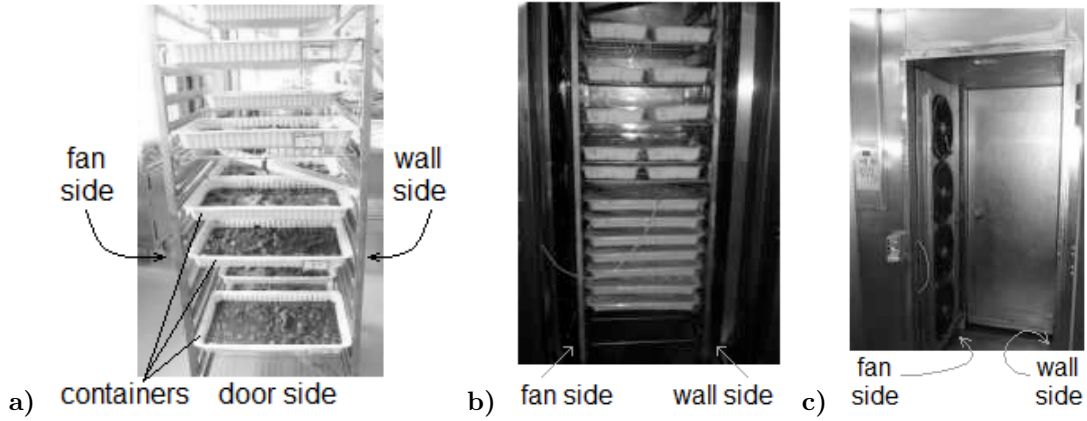 fan
side
wall
side
containers
door side
a)
fan side
wall side
b)
fan
side
wall
side
c)